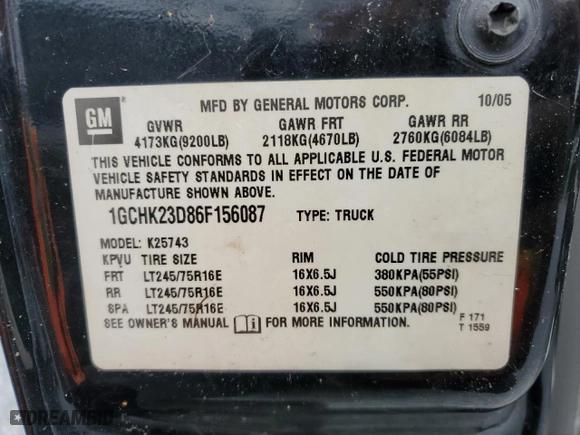 GM
MFD BY GENERAL MOTORS CORP. 10/05
GVWR GAWR FRT GAWR RR
4173KG(9200LB) 2118KG(4670LB) 2760KG(6084LB)
THIS VEHICLE CONFORMS TO ALL APPLICABLE U.S. FEDERAL MOTOR
VEHICLE SAFETY STANDARDS IN EFFECT ON THE DATE OF
MANUFACTURE SHOWN ABOVE.
1GCHK23D86F156087 TYPE: TRUCK
MODEL: K25743
KPVU TIRE SIZE RIM COLD TIRE PRESSURE
FRT LT245/75R16E 16X6.5J 380KPA(55PSI)
RR LT245/75R16E 16X6.5J 550KPA(80PSI)
SPA LT245/75R16E 16X6.5J 550KPA(80PSI)
SEE OWNER'S MANUAL FOR MORE INFORMATION.
F 171
T 1559
DREAMBID